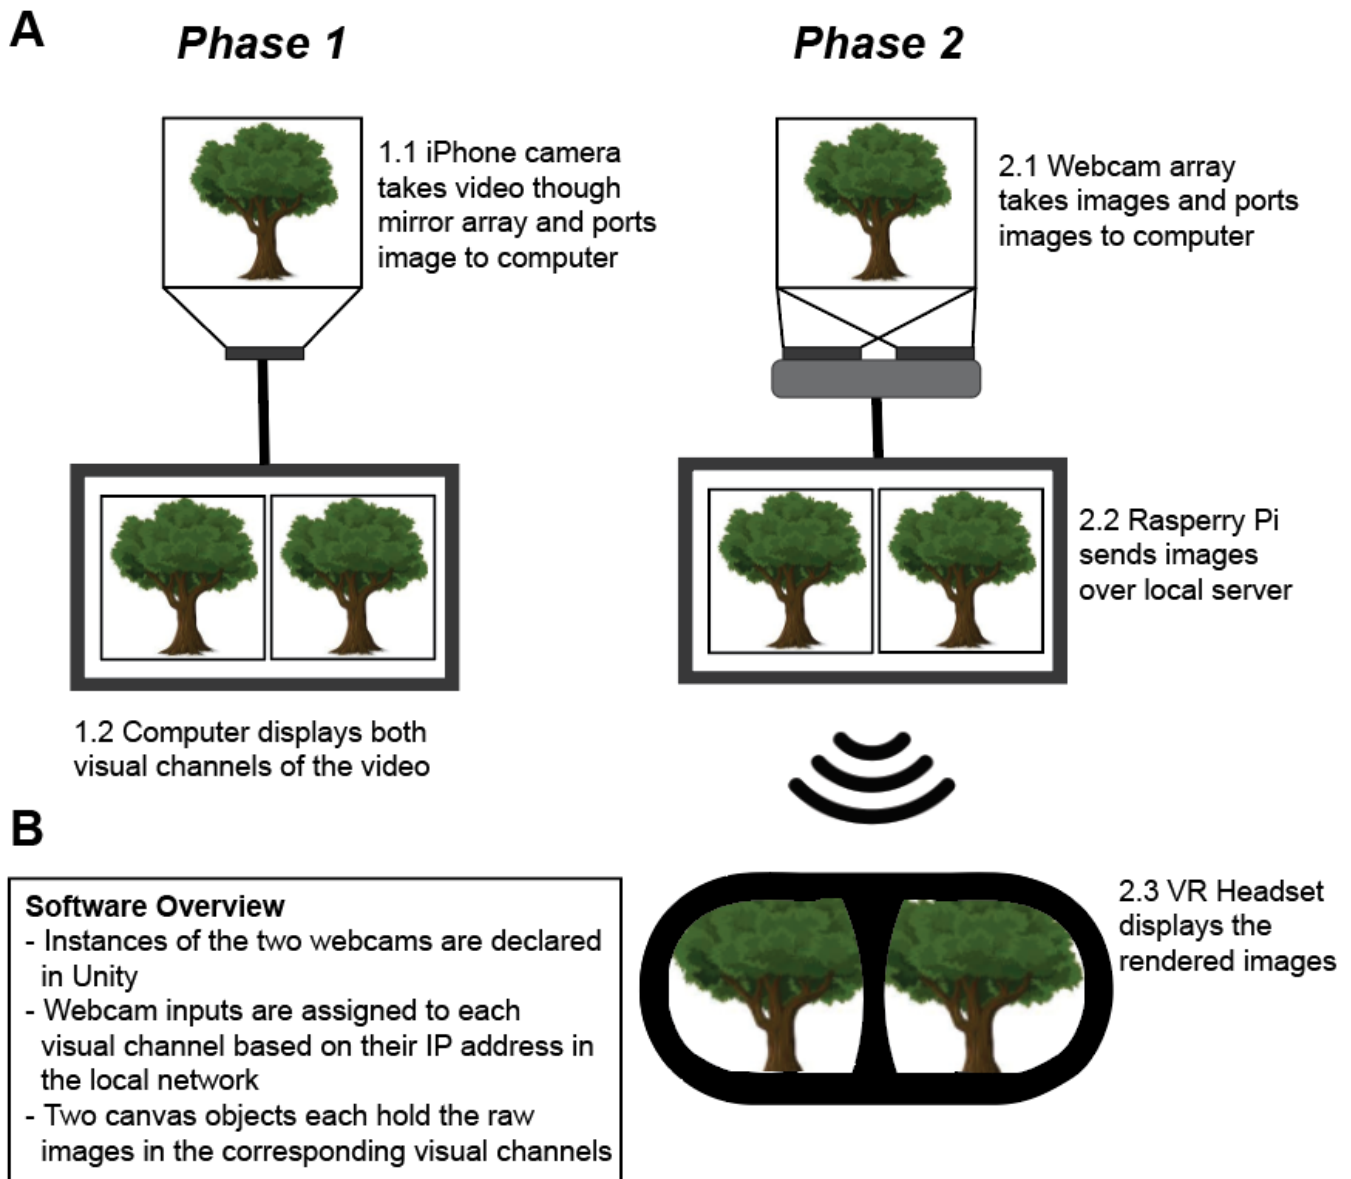 A
Phase 1
Phase 2
1.1 iPhone camera
takes video though
mirror array and ports
image to computer
2.1 Webcam array
takes images and ports
images to computer
2.2 Rasperry Pi
sends images
over local server
1.2 Computer displays both
visual channels of the video
B
Software Overview
- Instances of the two webcams are declared
in Unity
- Webcam inputs are assigned to each
visual channel based on their IP address in
the local network
- Two canvas objects each hold the raw
images in the corresponding visual channels
2.3 VR Headset
displays the
rendered images